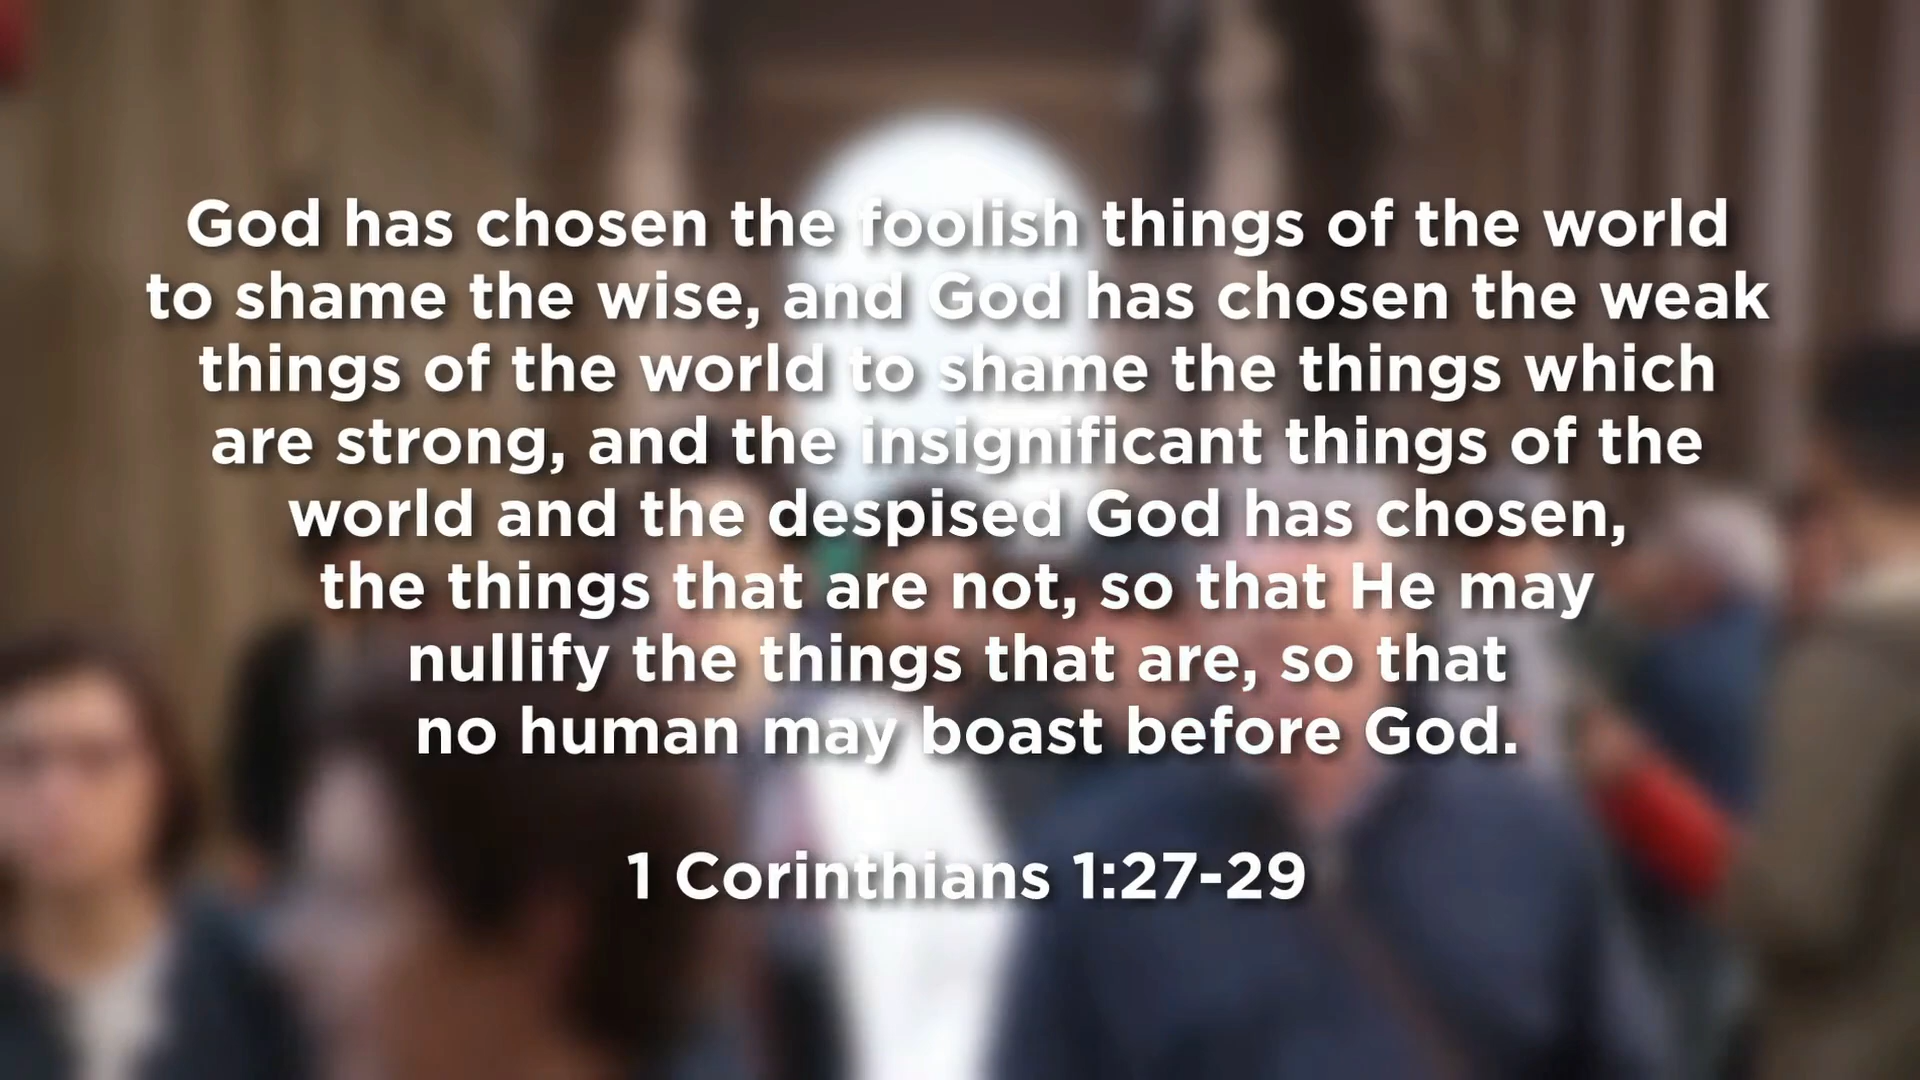 God has chosen the foolish things of the world
to shame the wise, and God has chosen the weak
things of the world to shame the things which
are strong, and the insignificant things of the
world and the despised God has chosen,
the things that are not, so that He may
nullify the things that are, so that
no human may boast before God.
1 Corinthians 1:27-29